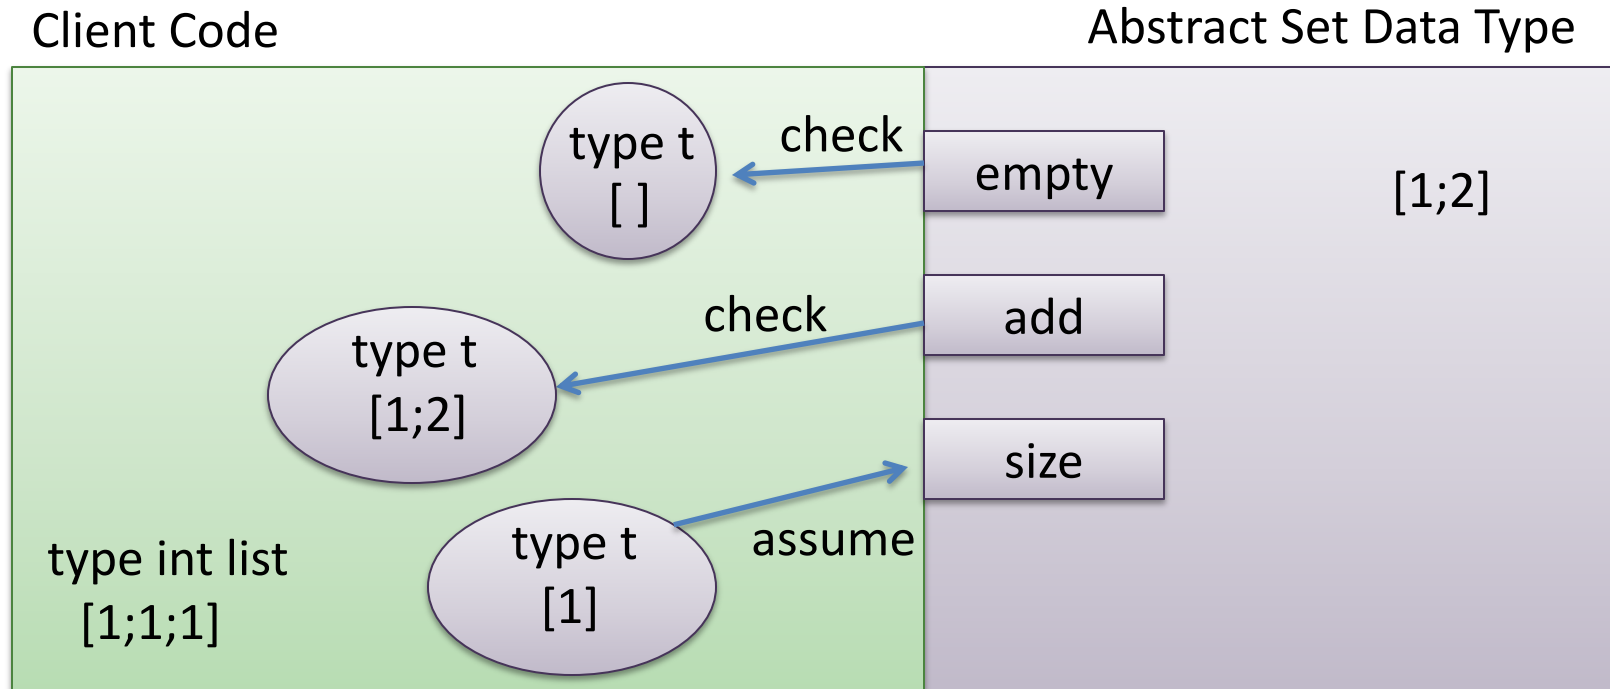 Client Code
Abstract Set Data Type
type t
[ ]
check
empty
[1;2]
type t
[1;2]
check
add
type t
[1]
assume
size
type int list
[1;1;1]